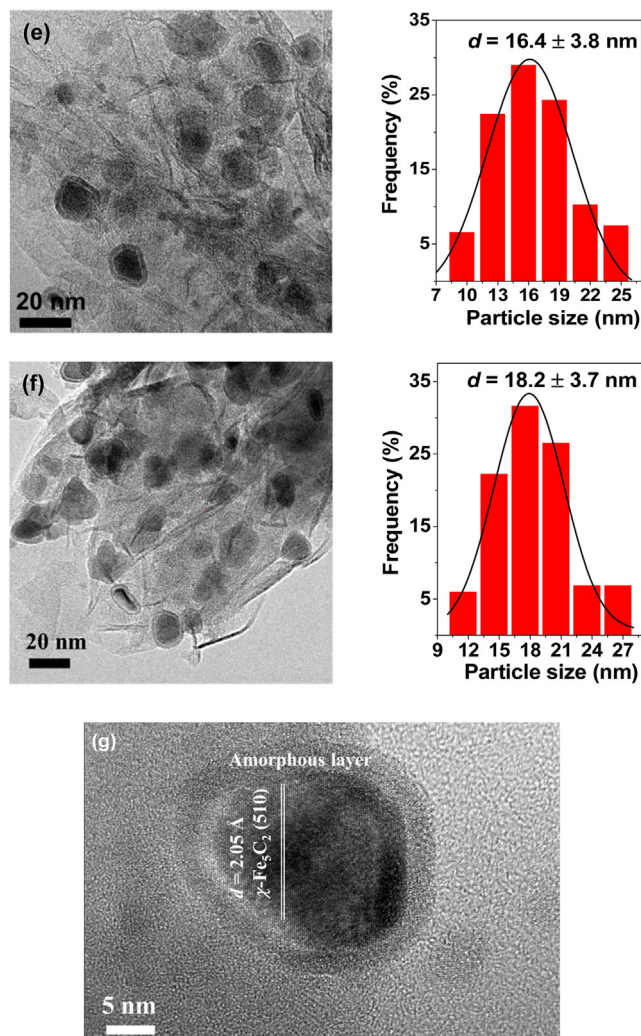 (e)
20 nm
d = 16.4 ± 3.8 nm
Frequency (%)
35
25
15
5
7 10 13 16 19 22 25
Particle size (nm)
(f)
20 nm
d = 18.2 ± 3.7 nm
Frequency (%)
35
25
15
5
9 12 15 18 21 24 27
Particle size (nm)
(g)
Amorphous layer
d = 2.05 Å
χ-Fe₅C₂ (510)
5 nm